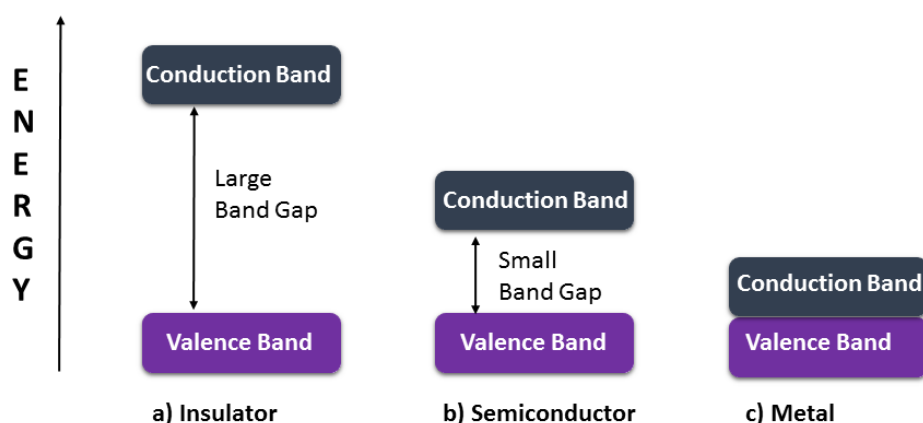 ENERGY
Conduction Band
Large
Band Gap
Valence Band
a) Insulator
Conduction Band
Small
Band Gap
Valence Band
b) Semiconductor
Conduction Band
Valence Band
c) Metal